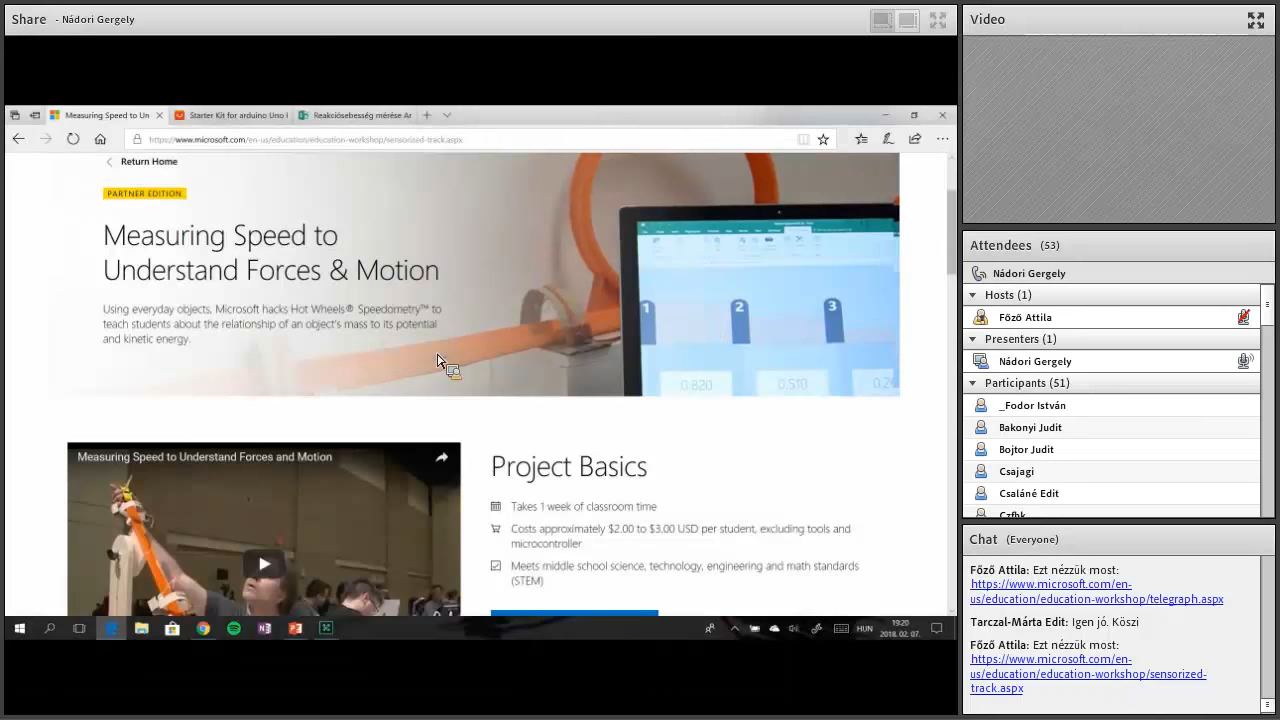 Share - Nádori Gergely
Measuring Speed to Un
Starter Kit for arduino Uno I
Reakciósebesség mérése Ar
https://www.microsoft.com/en-us/education/education-workshop/sensorized-track.aspx
Return Home
PARTNER EDITION
Measuring Speed to
Understand Forces & Motion
Using everyday objects, Microsoft hacks Hot Wheels® Speedometry™ to
teach students about the relationship of an object's mass to its potential
and kinetic energy.
1 2 3
0.820 0.510
Measuring Speed to Understand Forces and Motion
Project Basics
Takes 1 week of classroom time
Costs approximately $2.00 to $3.00 USD per student, excluding tools and
microcontroller
Meets middle school science, technology, engineering and math standards
(STEM)
HUN
19:20
2018. 02. 07.
Video
Attendees (53)
Nádori Gergely
Hosts (1)
Főző Attila
Presenters (1)
Nádori Gergely
Participants (51)
_Fodor István
Bakonyi Judit
Bojtor Judit
Csajagi
Csaláné Edit
Czfbk
Chat (Everyone)
Főző Attila: Ezt nézzük most:
https://www.microsoft.com/en-
us/education/education-workshop/telegraph.aspx
Tarczal-Márta Edit: Igen jó. Köszi
Főző Attila: Ezt nézzük most:
https://www.microsoft.com/en-
us/education/education-workshop/sensorized-
track.aspx